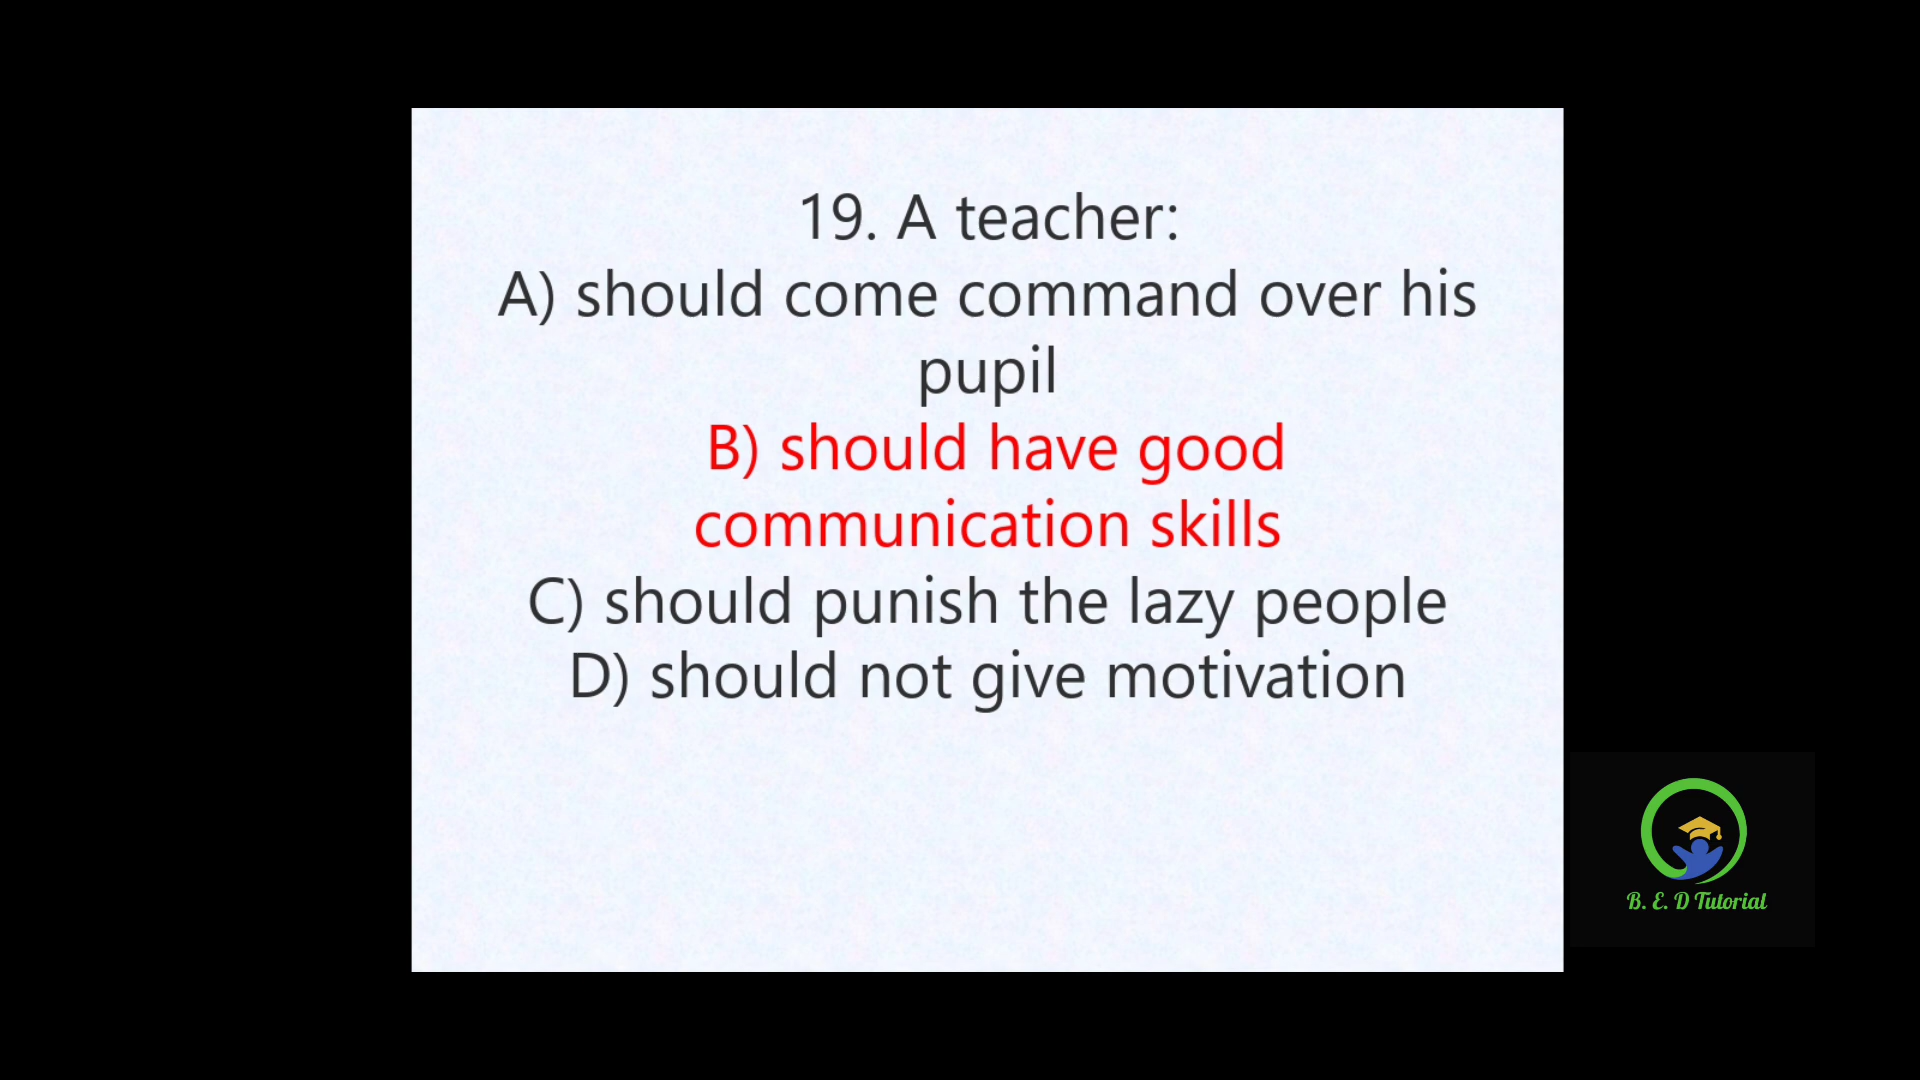 19. A teacher:
A) should come command over his
pupil
B) should have good
communication skills
C) should punish the lazy people
D) should not give motivation
B. E. D Tutorial